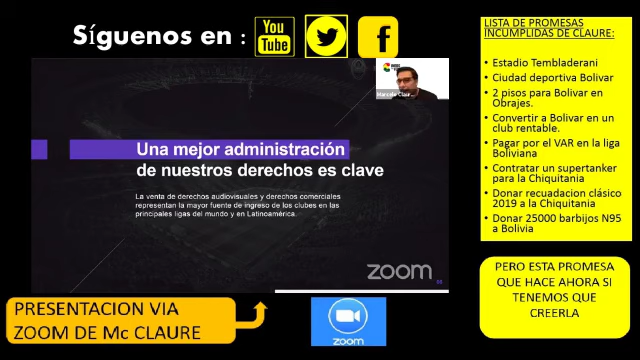 Síguenos en :
You
Tube
f
LISTA DE PROMESAS
INCUMPLIDAS DE CLAURE:
Estadio Tembladerani
Ciudad deportiva Bolivar
2 pisos para Bolivar en
Obrajes.
Convertir a Bolivar en un
club rentable.
Pagar por el VAR en la liga
Boliviana
Contratar un supertanker
para la Chiquitania
Donar recuadacion clásico
2019 a la Chiquitania
Donar 25000 barbijos N95
a Bolivia
Una mejor administración
de nuestros derechos es clave
La venta de derechos audiovisuales y derechos comerciales
representan la mayor fuente de ingreso de los clubes en las
principales ligas del mundo y en Latinoamérica.
zoom
PERO ESTA PROMESA
QUE HACE AHORA SI
TENEMOS QUE
CREERLA
PRESENTACION VIA
ZOOM DE Mc CLAURE
zoom